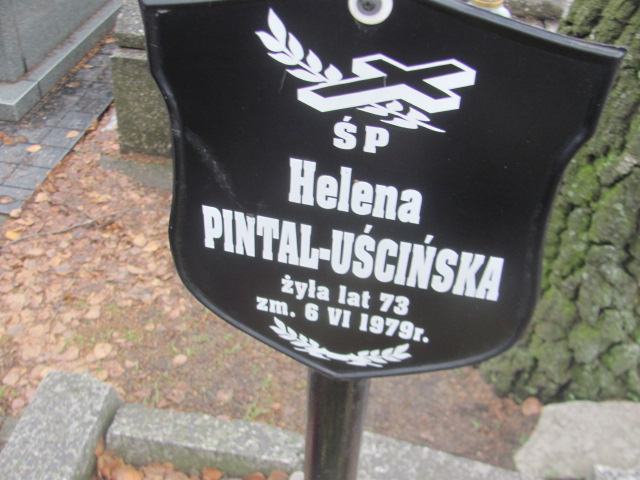 ŚP
Helena
PINTAL-UŚCIŃSKA
żyła lat 73
zm. 6 VI 1979r.